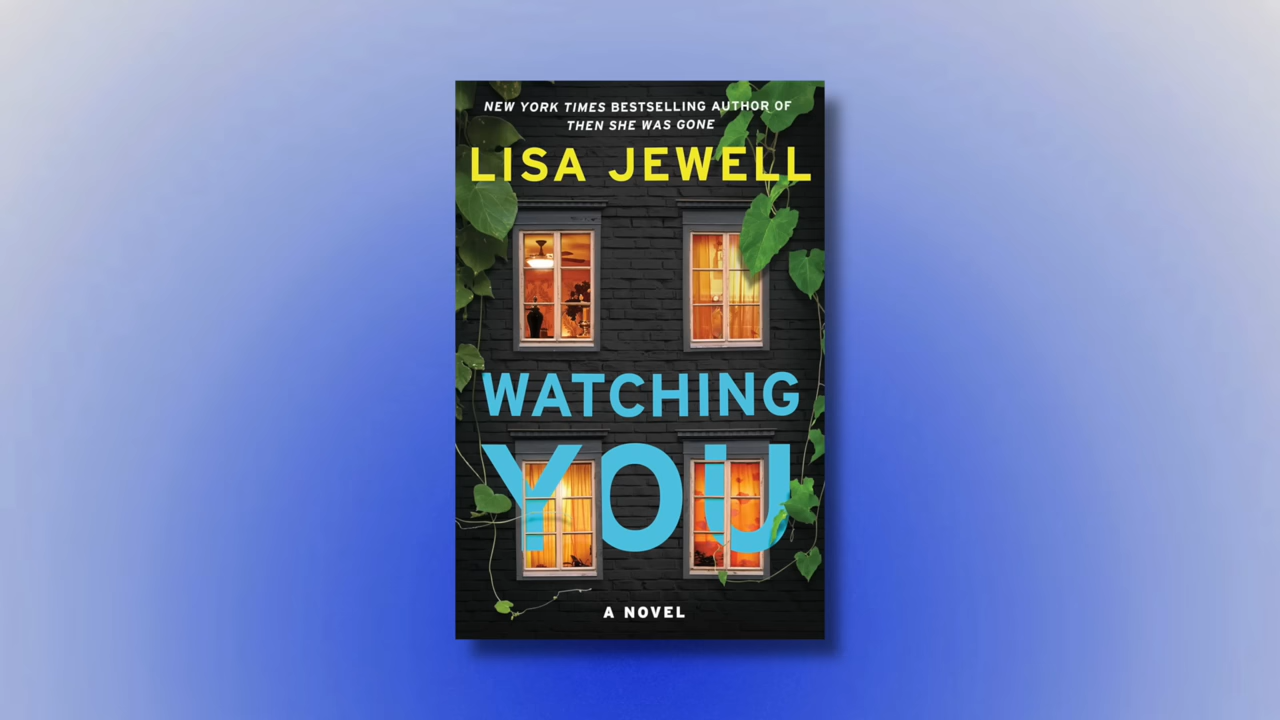 NEW YORK TIMES BESTSELLING AUTHOR OF
THEN SHE WAS GONE
LISA JEWELL
WATCHING
YOU
A NOVEL